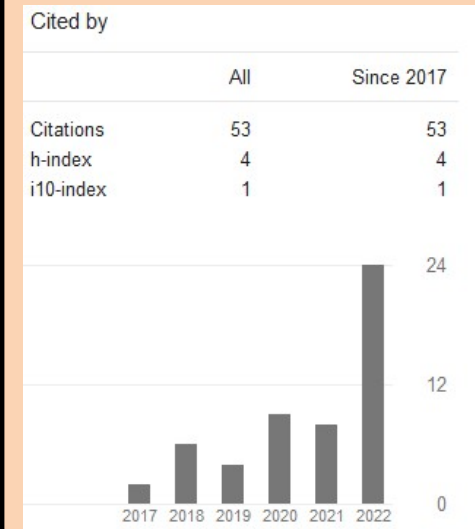 Cited by
All Since 2017
Citations 53 53
h-index 4 4
i10-index 1 1
24
12
0
2017 2018 2019 2020 2021 2022